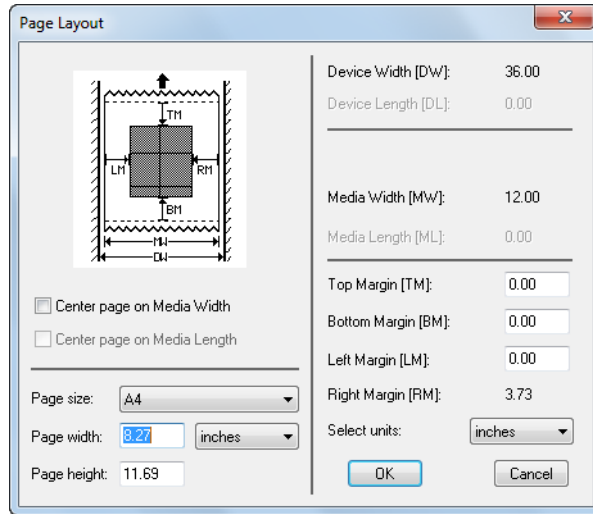 Page Layout
x
TM
LM
RM
BM
MW
DW
Center page on Media Width
Center page on Media Length
Page size: A4
Page width: 8.27 inches
Page height: 11.69
Device Width [DW]: 36.00
Device Length [DL]: 0.00
Media Width [MW]: 12.00
Media Length [ML]: 0.00
Top Margin [TM]: 0.00
Bottom Margin [BM]: 0.00
Left Margin [LM]: 0.00
Right Margin [RM]: 3.73
Select units: inches
OK
Cancel